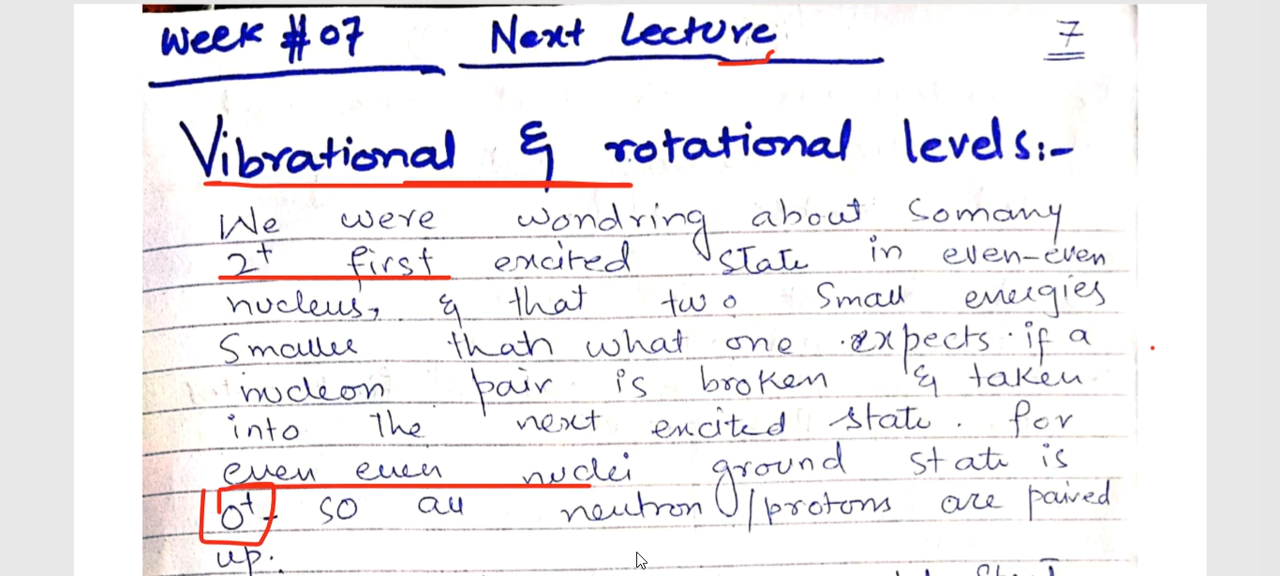 Week #07 Next Lecture 7
Vibrational & rotational levels:-
We were wondring about somany
2+ first excited state in even-even
nucleus, & that two small energies
Smaller than what one expects if a
nucleon pair is broken & taken
into the next excited state. for
even even nuclei ground state is
0+. so all neutron/protons are paired
up.